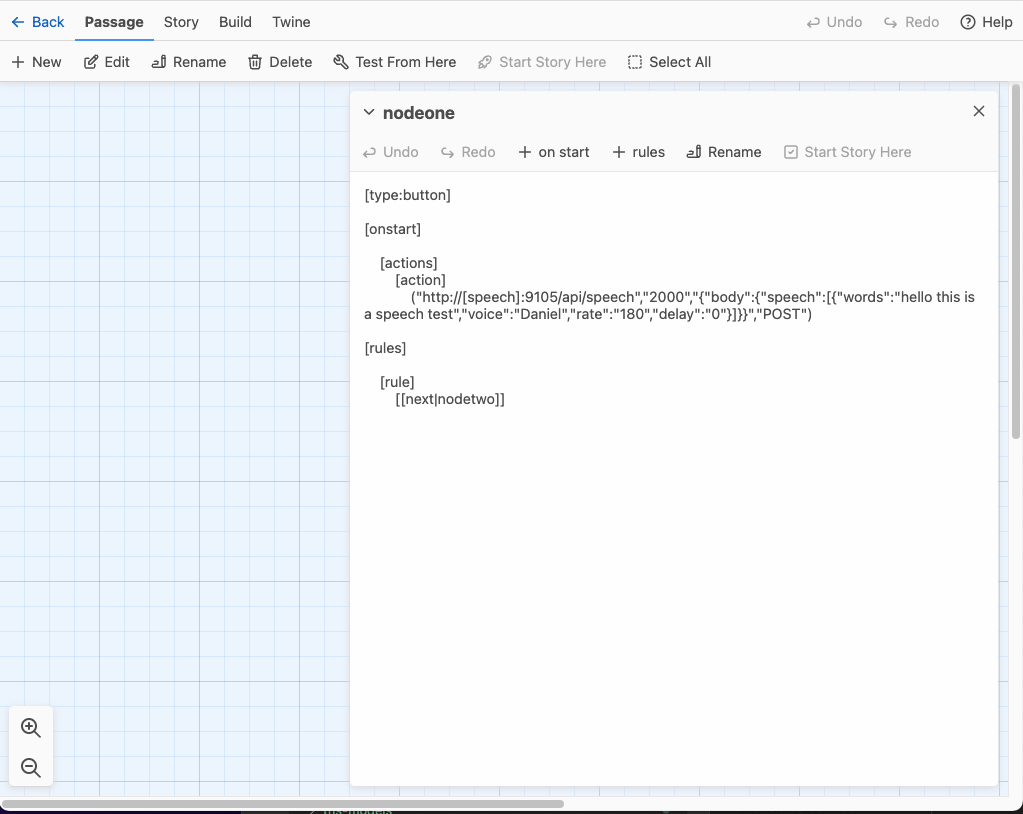 Back Passage Story Build Twine Undo Redo Help
New Edit Rename Delete Test From Here Start Story Here Select All
nodeone
Undo Redo on start rules Rename Start Story Here
[type:button]
[onstart]
[actions]
[action]
("http://[speech]:9105/api/speech","2000","{"body":{"speech":[{"words":"hello this is
a speech test","voice":"Daniel","rate":"180","delay":"0"}]}}","POST")
[rules]
[rule]
[[next|nodetwo]]